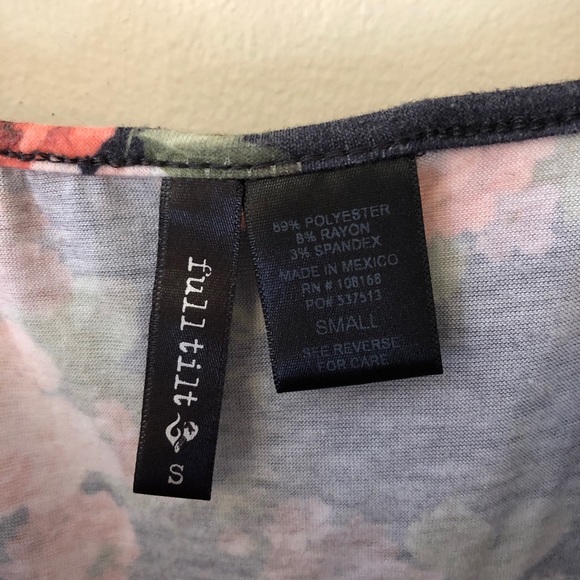 full tilt S
89% POLYESTER
8% RAYON
3% SPANDEX
MADE IN MEXICO
RN # 108168
PO# 537513
SMALL
SEE REVERSE
FOR CARE